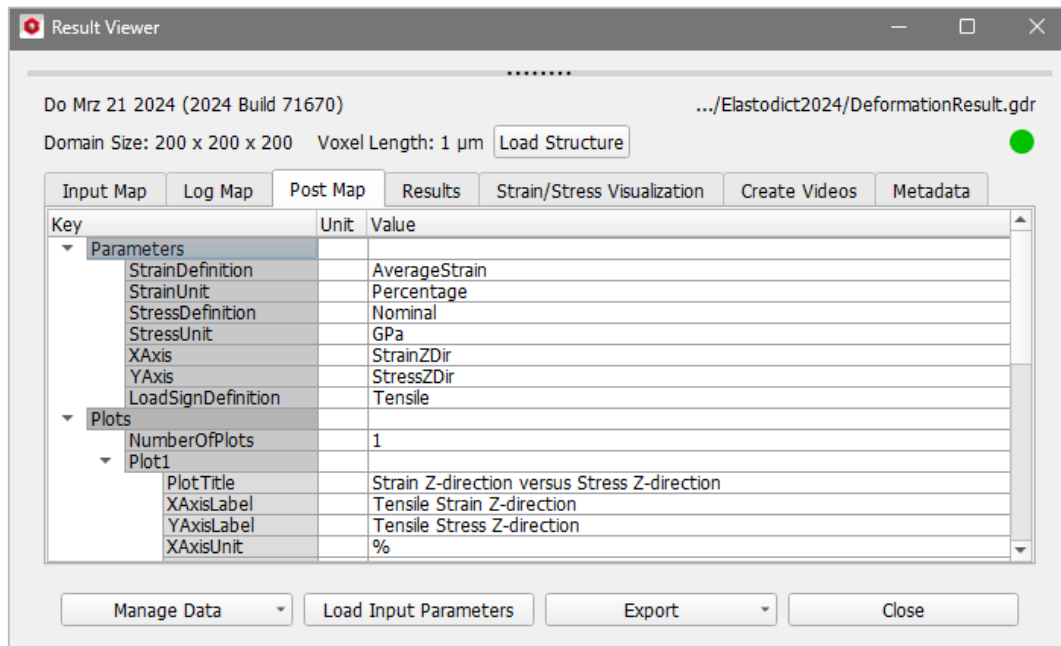 Result Viewer
Do Mrz 21 2024 (2024 Build 71670) .../Elastodict2024/DeformationResult.gdr
Domain Size: 200 x 200 x 200 Voxel Length: 1 µm Load Structure
Input Map Log Map Post Map Results Strain/Stress Visualization Create Videos Metadata
Key Unit Value
Parameters
StrainDefinition AverageStrain
StrainUnit Percentage
StressDefinition Nominal
StressUnit GPa
XAxis StrainZDir
YAxis StressZDir
LoadSignDefinition Tensile
Plots
NumberOfPlots 1
Plot1
PlotTitle Strain Z-direction versus Stress Z-direction
XAxisLabel Tensile Strain Z-direction
YAxisLabel Tensile Stress Z-direction
XAxisUnit %
Manage Data Load Input Parameters Export Close